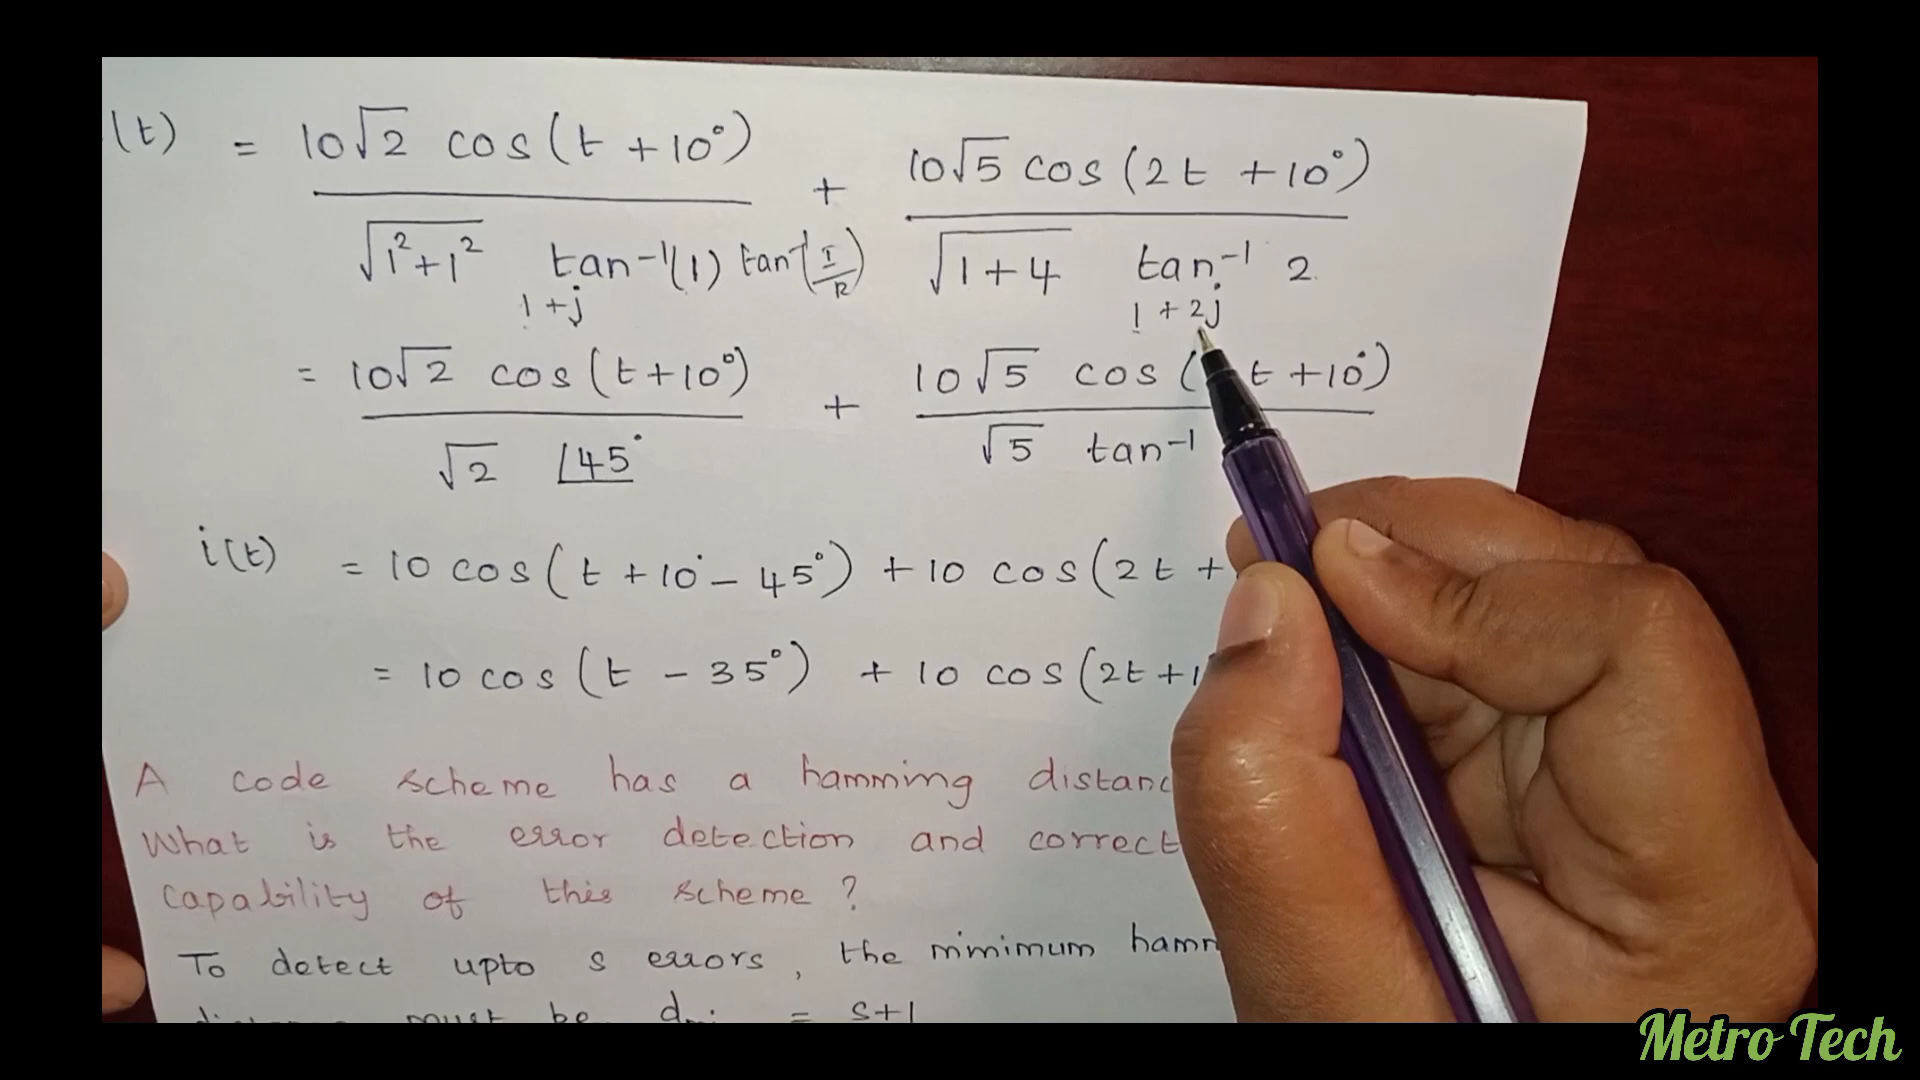 (t) = 10√2 cos(t + 10°) / √1²+1² tan⁻¹(1) tan⁻¹(I/R) + 10√5 cos(2t + 10°) / √1+4 tan⁻¹ 2
1 + j 1 + 2j
= 10√2 cos(t+10°) / √2 ∠45° + 10√5 cos( t + 10°) / √5 tan⁻¹
i(t) = 10 cos(t + 10° - 45°) + 10 cos(2t +
= 10 cos(t - 35°) + 10 cos(2t + 1
A code scheme has a hamming distanc
What is the error detection and correct
capability of this scheme ?
To detect upto s errors, the minimum hamm
must be = s+1
Metro Tech